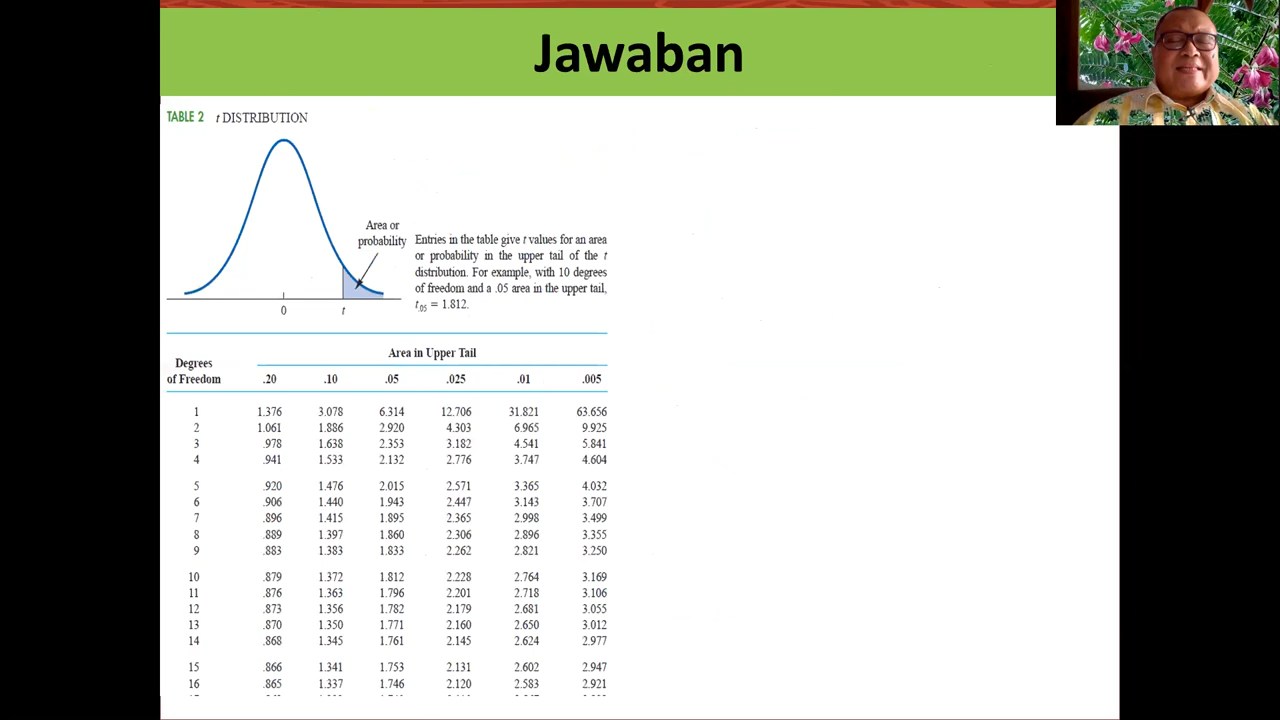 Jawaban
TABLE 2 t DISTRIBUTION
Area or
probability
Entries in the table give t values for an area
or probability in the upper tail of the t
distribution. For example, with 10 degrees
of freedom and a .05 area in the upper tail,
t.05 = 1.812.
0 t
Area in Upper Tail
Degrees
of Freedom .20 .10 .05 .025 .01 .005
1 1.376 3.078 6.314 12.706 31.821 63.656
2 1.061 1.886 2.920 4.303 6.965 9.925
3 .978 1.638 2.353 3.182 4.541 5.841
4 .941 1.533 2.132 2.776 3.747 4.604
5 .920 1.476 2.015 2.571 3.365 4.032
6 .906 1.440 1.943 2.447 3.143 3.707
7 .896 1.415 1.895 2.365 2.998 3.499
8 .889 1.397 1.860 2.306 2.896 3.355
9 .883 1.383 1.833 2.262 2.821 3.250
10 .879 1.372 1.812 2.228 2.764 3.169
11 .876 1.363 1.796 2.201 2.718 3.106
12 .873 1.356 1.782 2.179 2.681 3.055
13 .870 1.350 1.771 2.160 2.650 3.012
14 .868 1.345 1.761 2.145 2.624 2.977
15 .866 1.341 1.753 2.131 2.602 2.947
16 .865 1.337 1.746 2.120 2.583 2.921